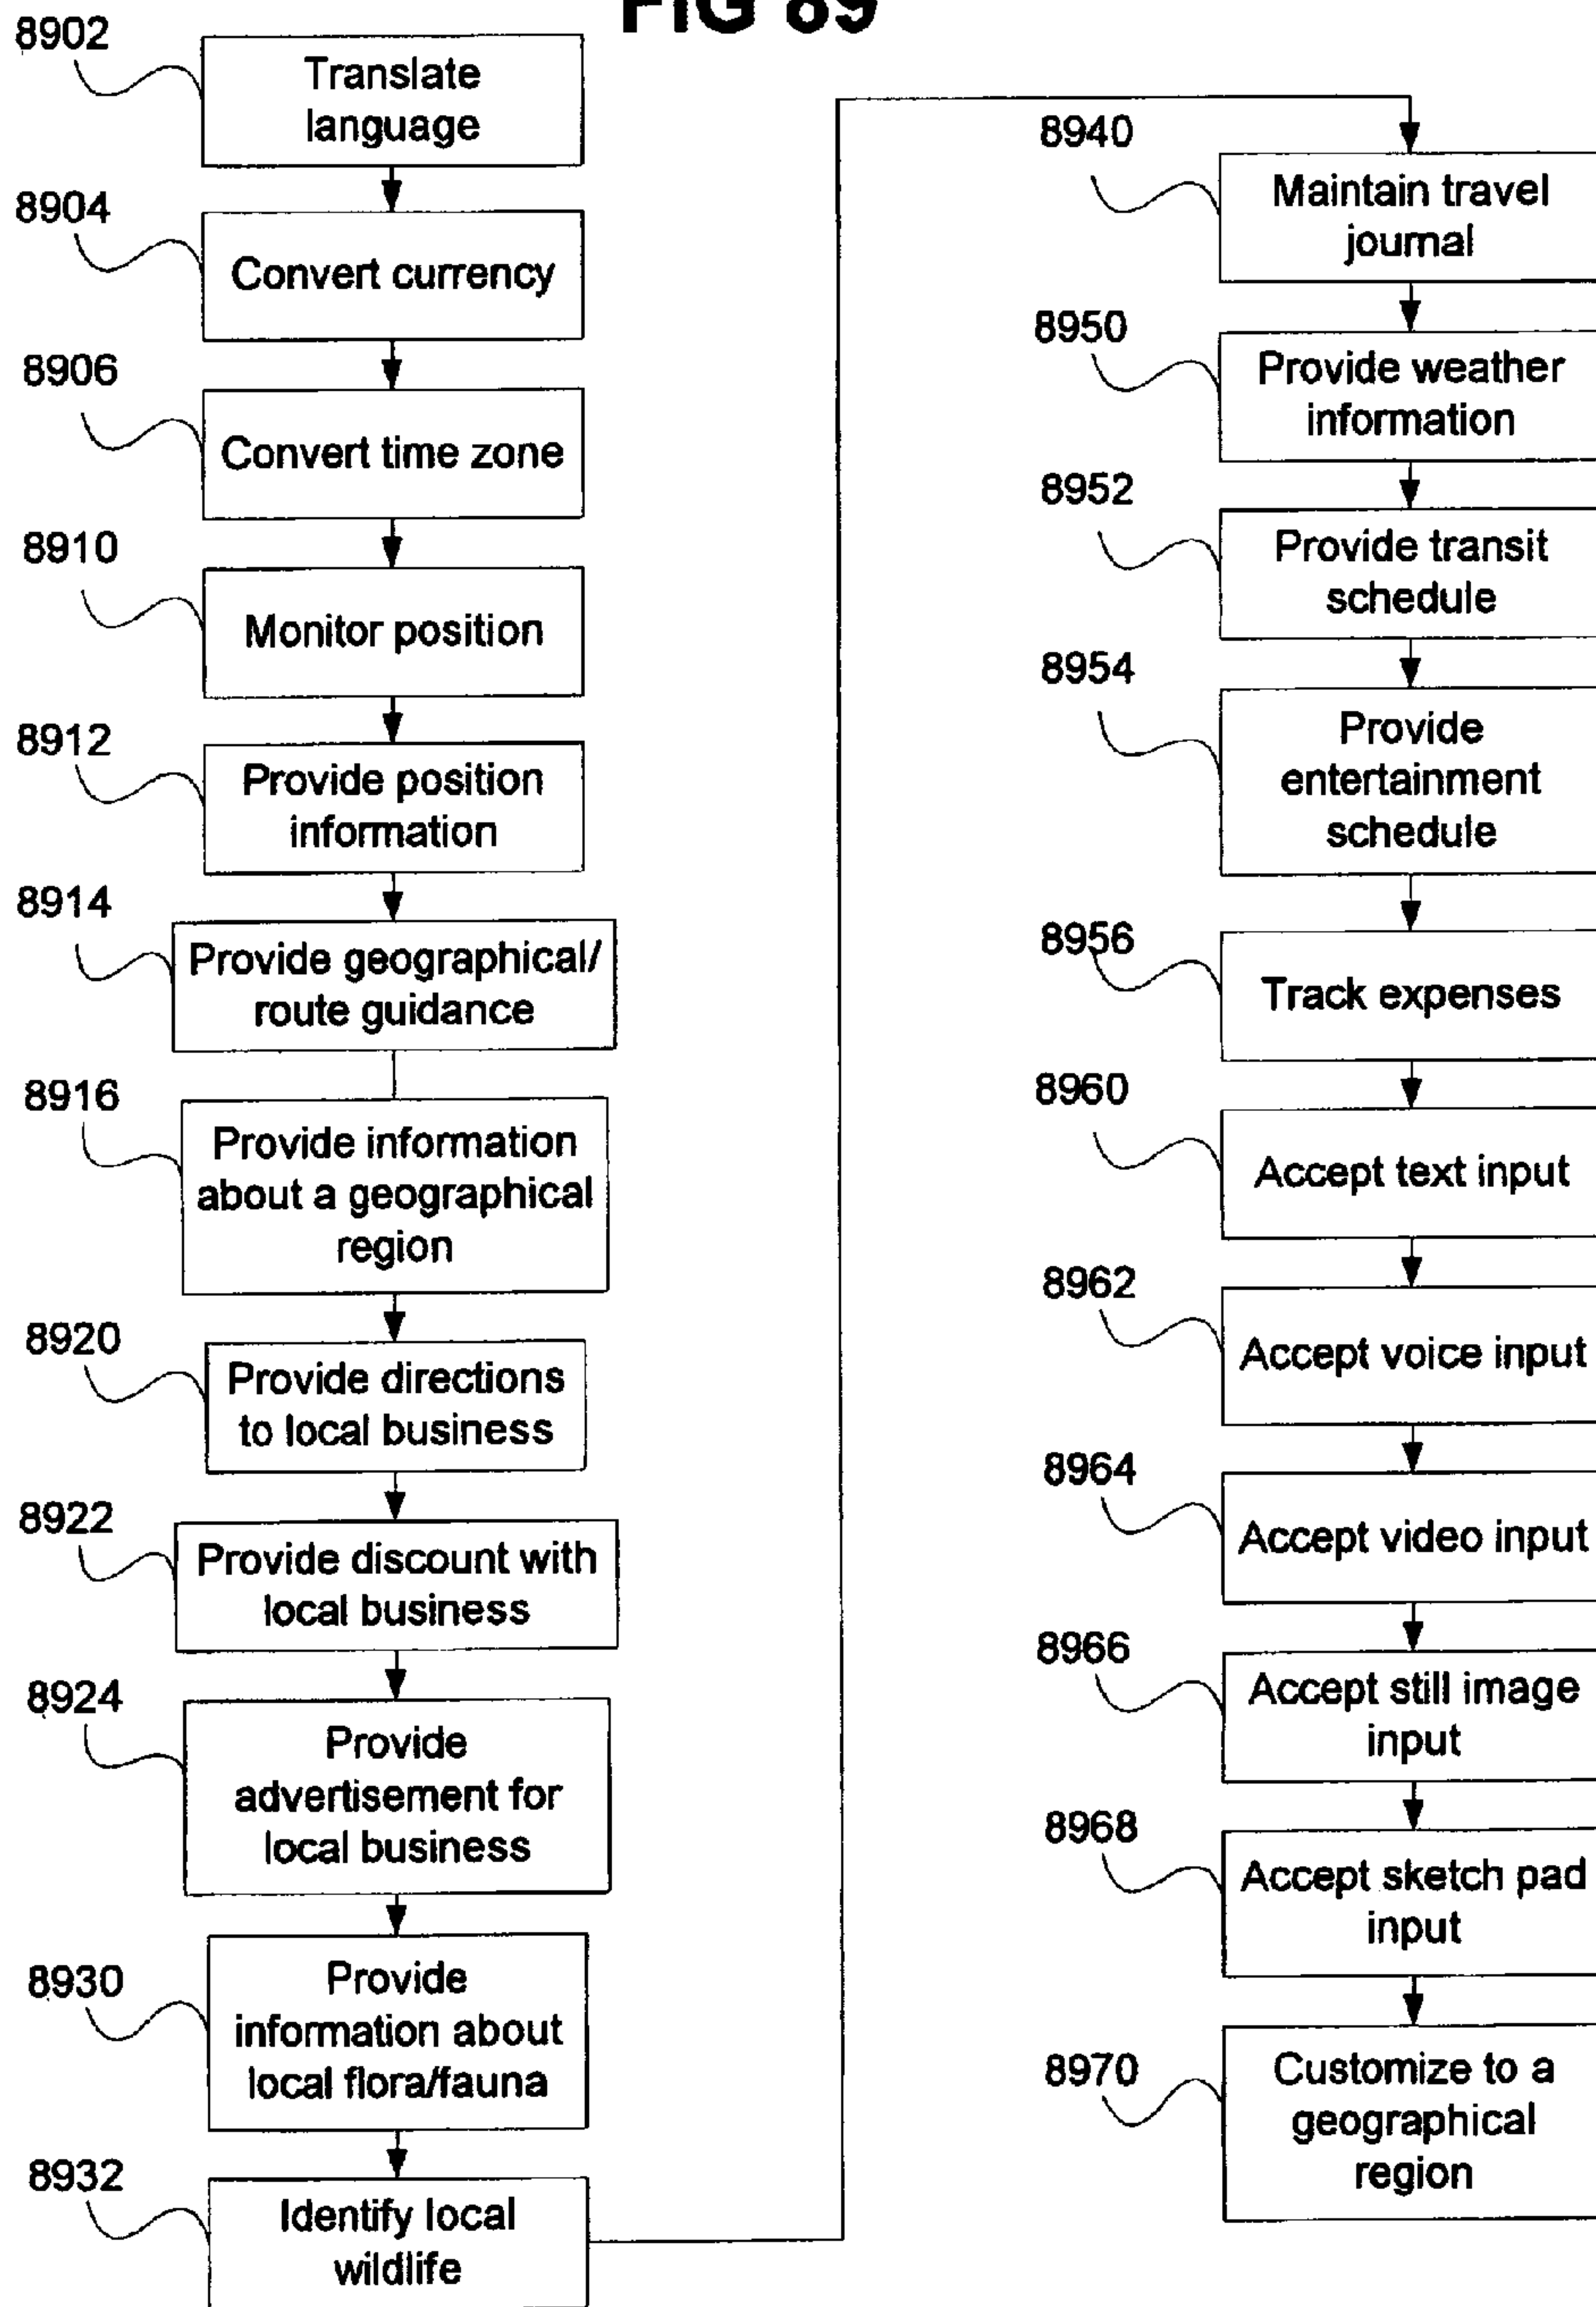 FIG 89
8902
Translate
language
8904
Convert currency
8906
Convert time zone
8910
Monitor position
8912
Provide position
information
8914
Provide geographical/
route guidance
8916
Provide information
about a geographical
region
8920
Provide directions
to local business
8922
Provide discount with
local business
8924
Provide
advertisement for
local business
8930
Provide
information about
local flora/fauna
8932
Identify local
wildlife
8940
Maintain travel
journal
8950
Provide weather
information
8952
Provide transit
schedule
8954
Provide
entertainment
schedule
8956
Track expenses
8960
Accept text input
8962
Accept voice input
8964
Accept video input
8966
Accept still image
input
8968
Accept sketch pad
input
8970
Customize to a
geographical
region